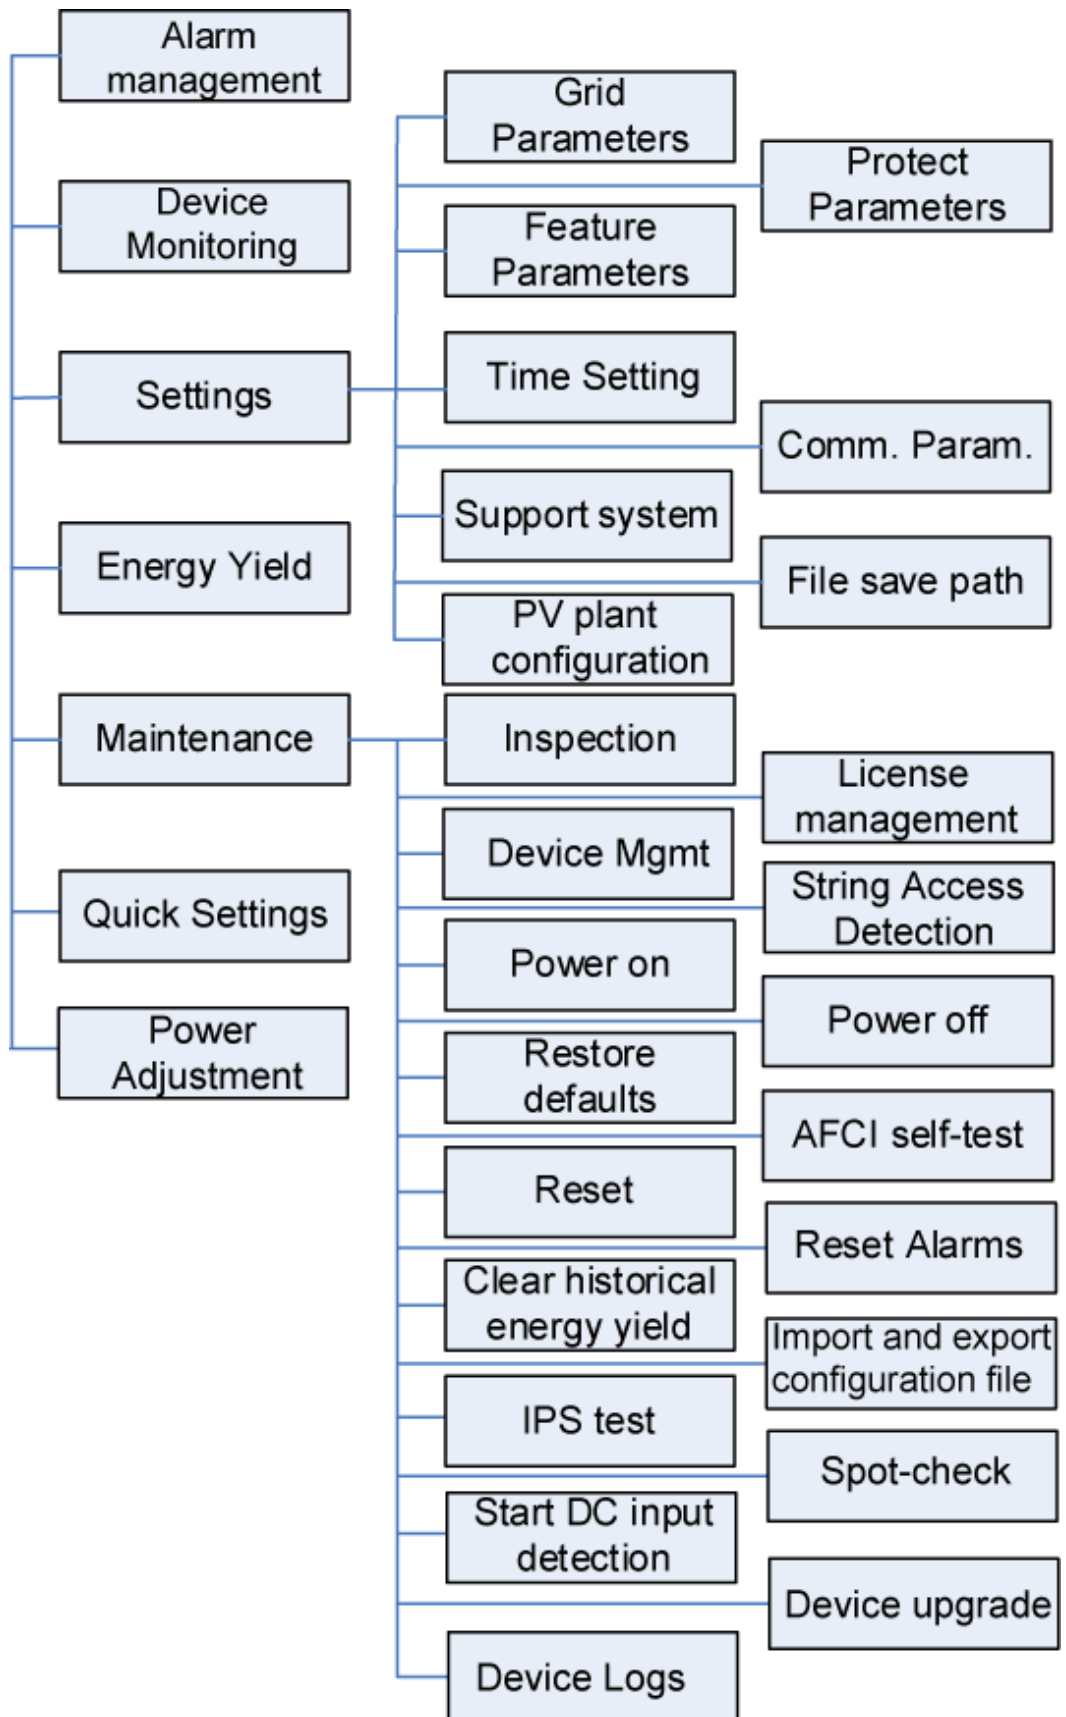 Alarm
management
Device
Monitoring
Settings
Energy Yield
Maintenance
Quick Settings
Power
Adjustment
Grid
Parameters
Protect
Parameters
Feature
Parameters
Time Setting
Comm. Param.
Support system
File save path
PV plant
configuration
Inspection
License
management
Device Mgmt
String Access
Detection
Power on
Power off
Restore
defaults
AFCI self-test
Reset
Reset Alarms
Clear historical
energy yield
Import and export
configuration file
IPS test
Spot-check
Start DC input
detection
Device upgrade
Device Logs